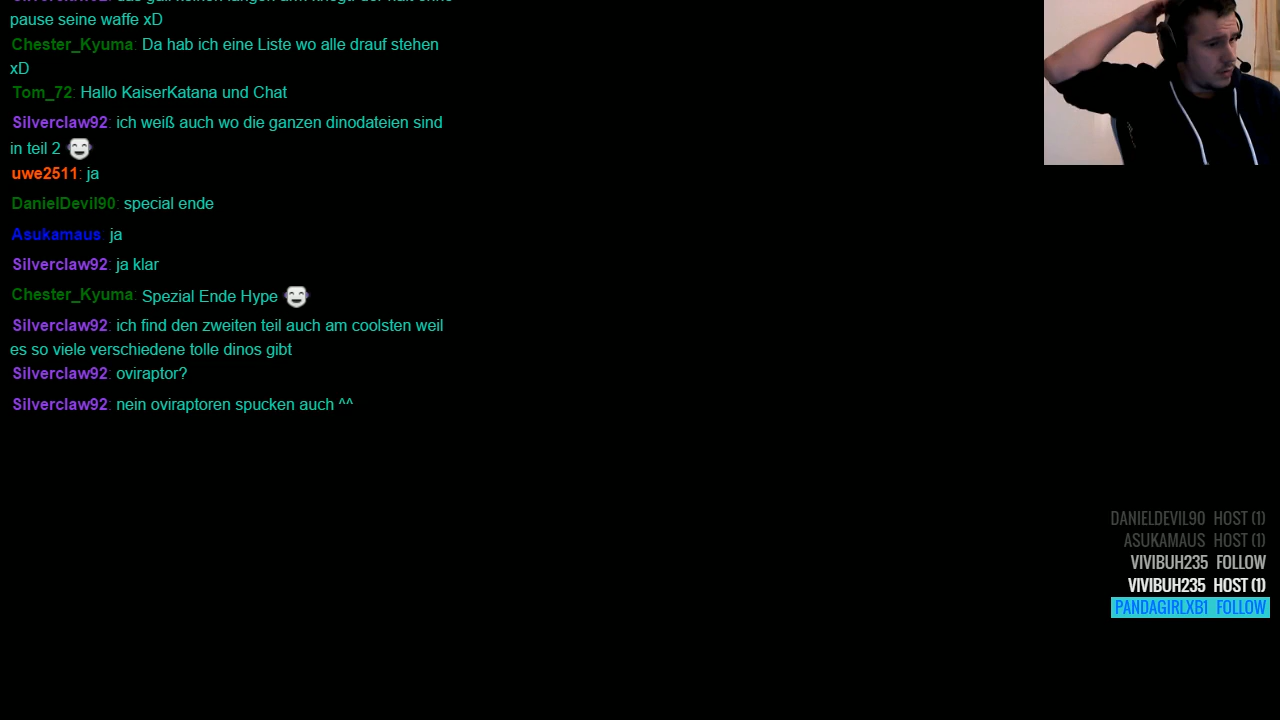 pause seine waffe xD
Chester_Kyuma: Da hab ich eine Liste wo alle drauf stehen
xD
Tom_72: Hallo KaiserKatana und Chat
Silverclaw92: ich weiß auch wo die ganzen dinodateien sind
in teil 2
uwe2511: ja
DanielDevil90: special ende
Asukamaus: ja
Silverclaw92: ja klar
Chester_Kyuma: Spezial Ende Hype
Silverclaw92: ich find den zweiten teil auch am coolsten weil
es so viele verschiedene tolle dinos gibt
Silverclaw92: oviraptor?
Silverclaw92: nein oviraptoren spucken auch ^^
DANIELDEVIL90 HOST (1)
ASUKAMAUS HOST (1)
VIVIBUH235 FOLLOW
VIVIBUH235 HOST (1)
PANDAGIRLXB1 FOLLOW